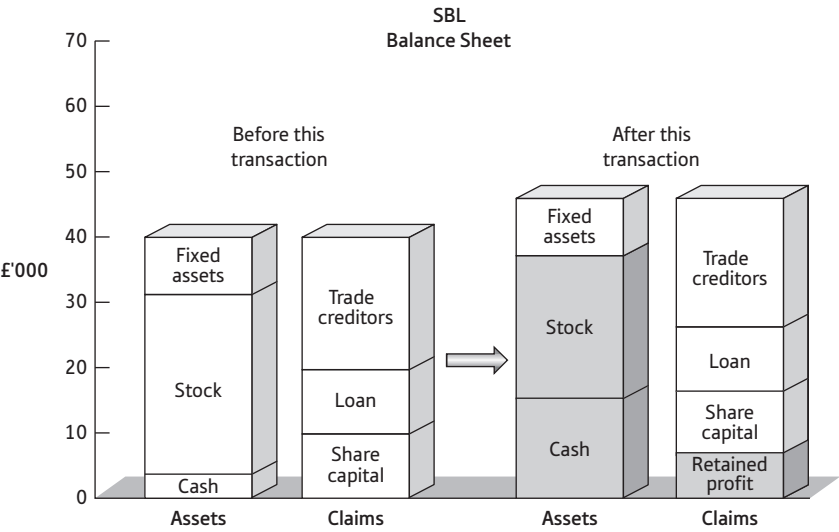 SBL
Balance Sheet
70
60
50
40
30
20
10
0
£'000
Before this
transaction
After this
transaction
Fixed
assets
Stock
Cash
Trade
creditors
Loan
Share
capital
Fixed
assets
Stock
Cash
Trade
creditors
Loan
Share
capital
Retained
profit
Assets
Claims
Assets
Claims